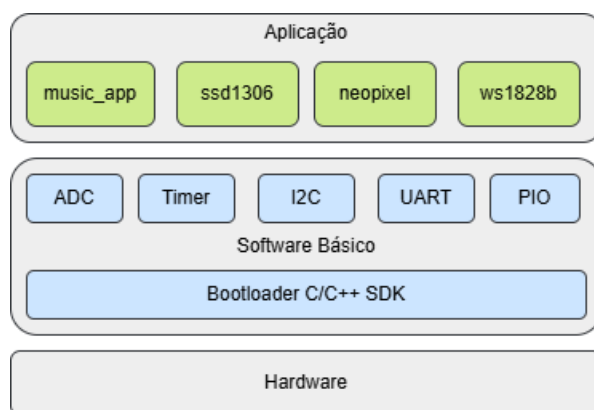 Aplicação
music_app ssd1306 neopixel ws1828b
ADC Timer I2C UART PIO
Software Básico
Bootloader C/C++ SDK
Hardware